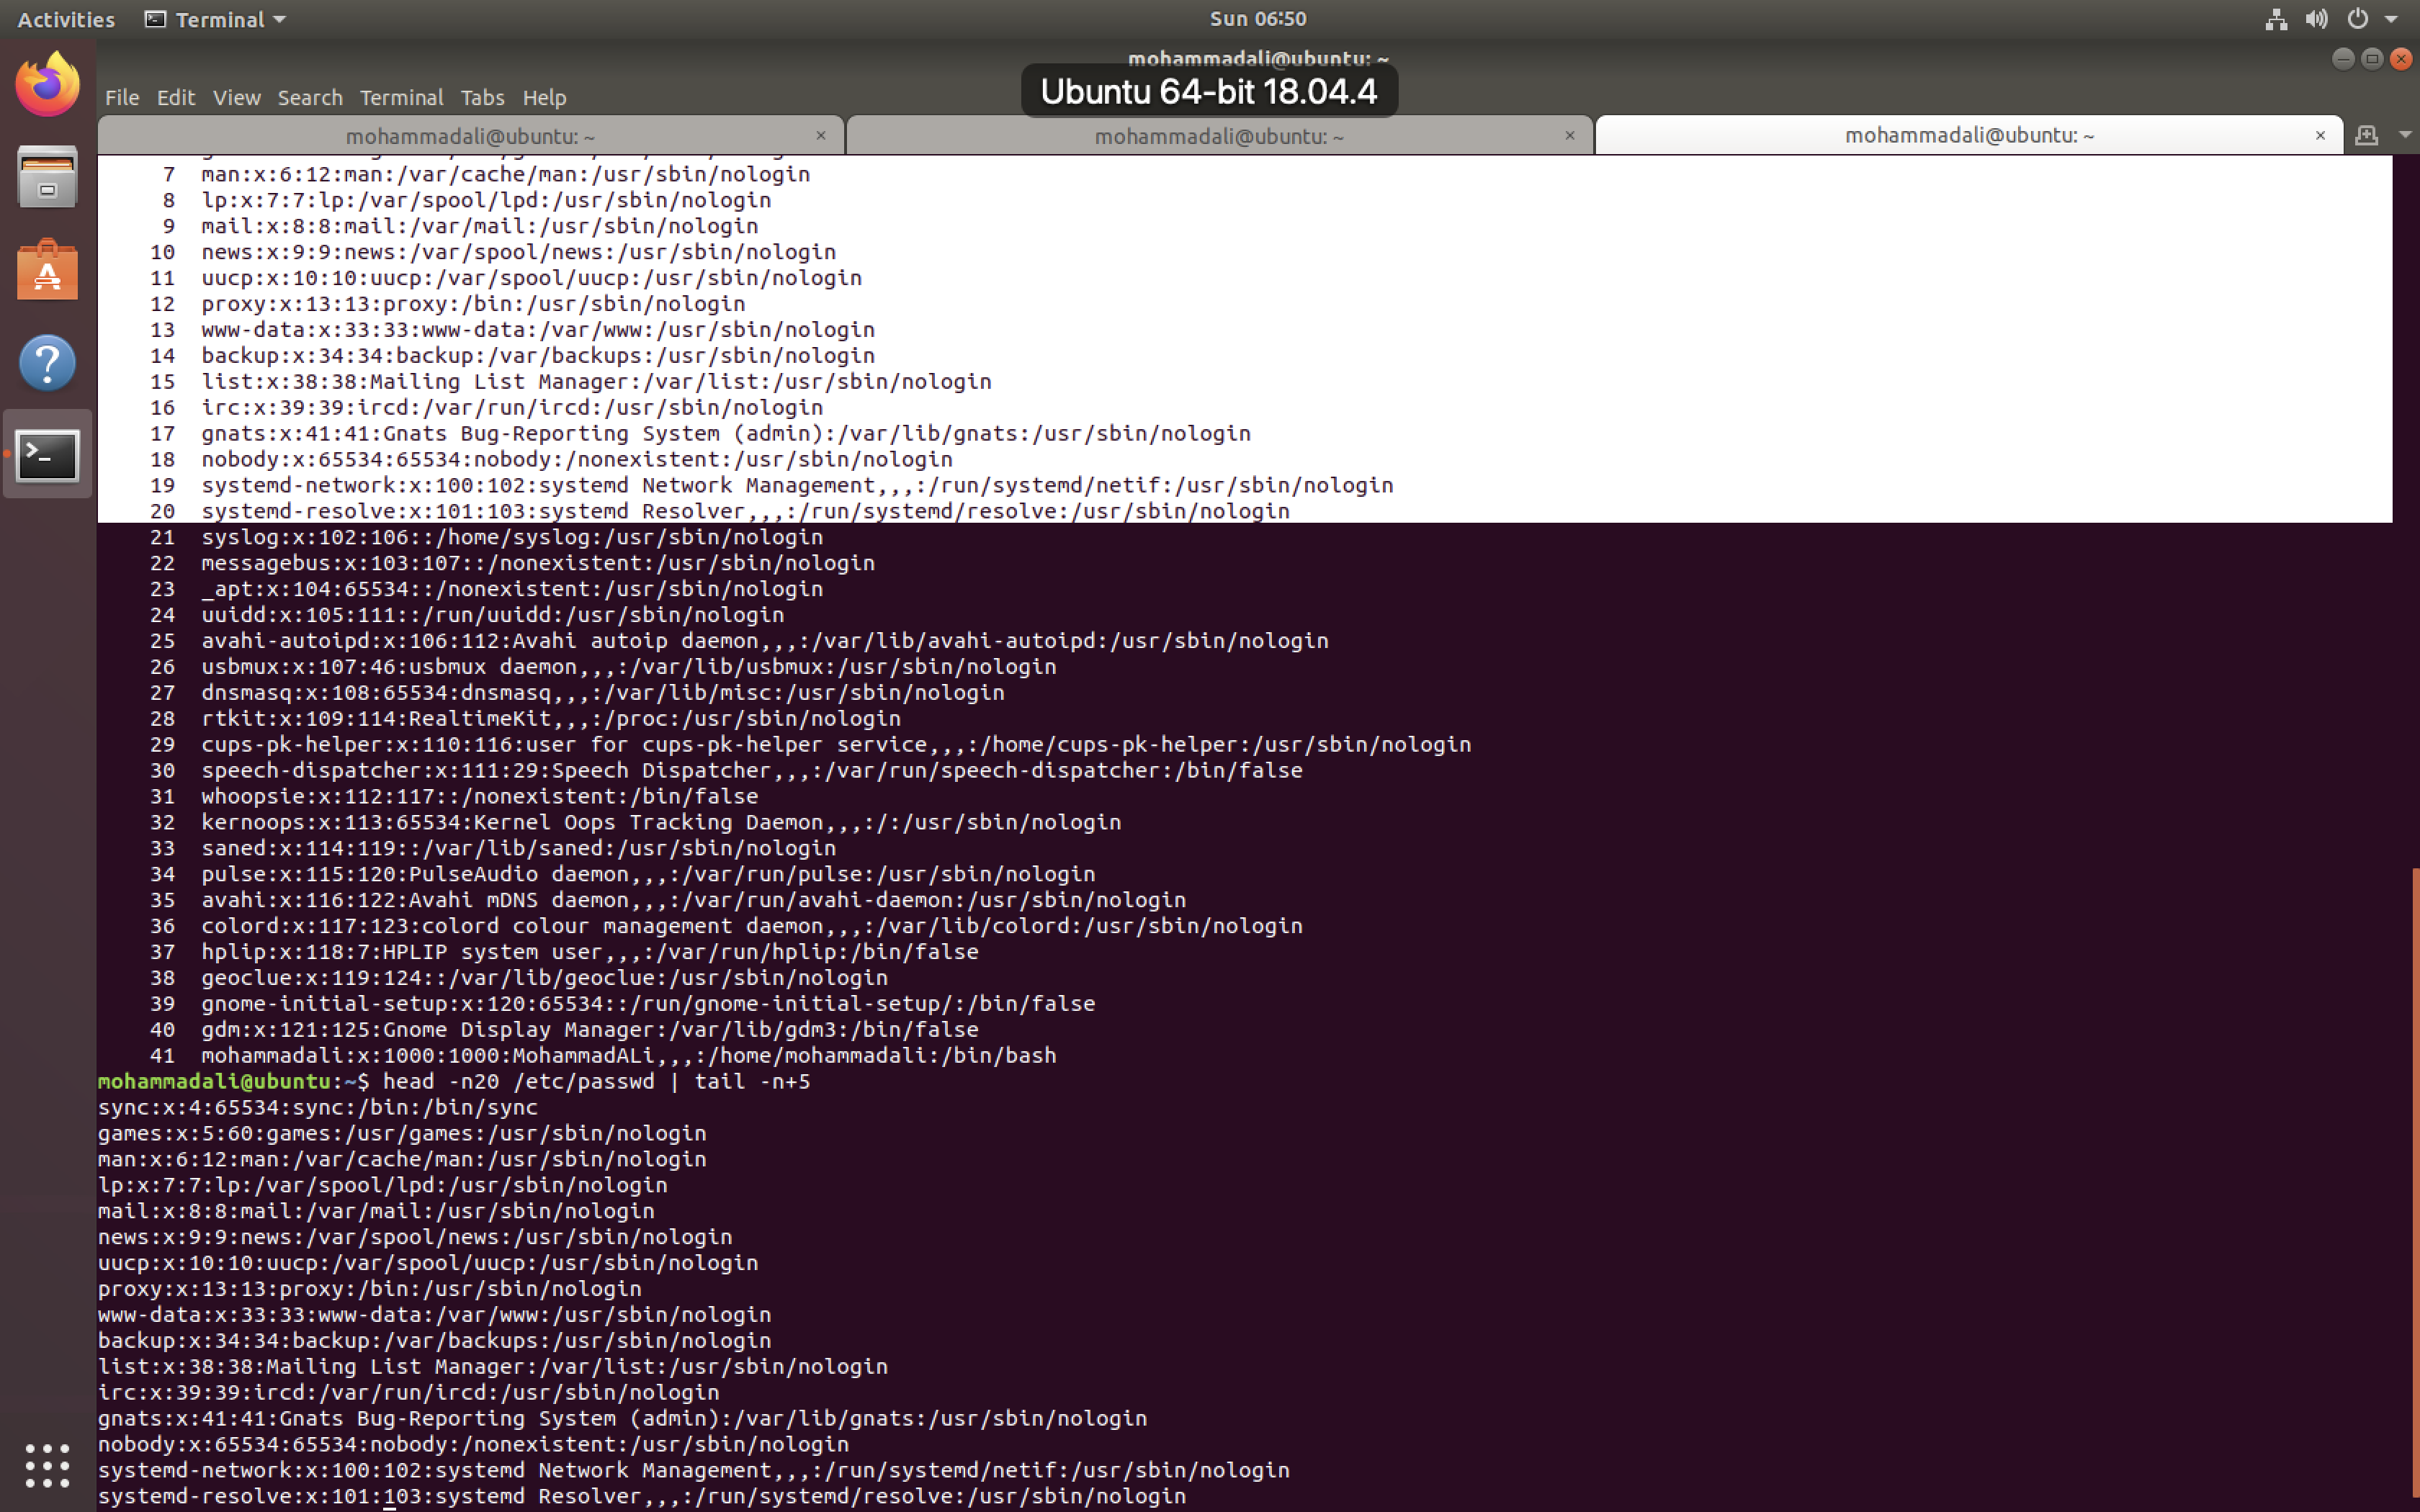 Activities Terminal Sun 06:50
mohammadali@ubuntu: ~
Ubuntu 64-bit 18.04.4
File Edit View Search Terminal Tabs Help
mohammadali@ubuntu: ~ mohammadali@ubuntu: ~ mohammadali@ubuntu: ~
7 man:x:6:12:man:/var/cache/man:/usr/sbin/nologin
8 lp:x:7:7:lp:/var/spool/lpd:/usr/sbin/nologin
9 mail:x:8:8:mail:/var/mail:/usr/sbin/nologin
10 news:x:9:9:news:/var/spool/news:/usr/sbin/nologin
11 uucp:x:10:10:uucp:/var/spool/uucp:/usr/sbin/nologin
12 proxy:x:13:13:proxy:/bin:/usr/sbin/nologin
13 www-data:x:33:33:www-data:/var/www:/usr/sbin/nologin
14 backup:x:34:34:backup:/var/backups:/usr/sbin/nologin
15 list:x:38:38:Mailing List Manager:/var/list:/usr/sbin/nologin
16 irc:x:39:39:ircd:/var/run/ircd:/usr/sbin/nologin
17 gnats:x:41:41:Gnats Bug-Reporting System (admin):/var/lib/gnats:/usr/sbin/nologin
18 nobody:x:65534:65534:nobody:/nonexistent:/usr/sbin/nologin
19 systemd-network:x:100:102:systemd Network Management,,,:/run/systemd/netif:/usr/sbin/nologin
20 systemd-resolve:x:101:103:systemd Resolver,,,:/run/systemd/resolve:/usr/sbin/nologin
21 syslog:x:102:106::/home/syslog:/usr/sbin/nologin
22 messagebus:x:103:107::/nonexistent:/usr/sbin/nologin
23 _apt:x:104:65534::/nonexistent:/usr/sbin/nologin
24 uuidd:x:105:111::/run/uuidd:/usr/sbin/nologin
25 avahi-autoipd:x:106:112:Avahi autoip daemon,,,:/var/lib/avahi-autoipd:/usr/sbin/nologin
26 usbmux:x:107:46:usbmux daemon,,,:/var/lib/usbmux:/usr/sbin/nologin
27 dnsmasq:x:108:65534:dnsmasq,,,:/var/lib/misc:/usr/sbin/nologin
28 rtkit:x:109:114:RealtimeKit,,,:/proc:/usr/sbin/nologin
29 cups-pk-helper:x:110:116:user for cups-pk-helper service,,,:/home/cups-pk-helper:/usr/sbin/nologin
30 speech-dispatcher:x:111:29:Speech Dispatcher,,,:/var/run/speech-dispatcher:/bin/false
31 whoopsie:x:112:117::/nonexistent:/bin/false
32 kernoops:x:113:65534:Kernel Oops Tracking Daemon,,,:/:/usr/sbin/nologin
33 saned:x:114:119::/var/lib/saned:/usr/sbin/nologin
34 pulse:x:115:120:PulseAudio daemon,,,:/var/run/pulse:/usr/sbin/nologin
35 avahi:x:116:122:Avahi mDNS daemon,,,:/var/run/avahi-daemon:/usr/sbin/nologin
36 colord:x:117:123:colord colour management daemon,,,:/var/lib/colord:/usr/sbin/nologin
37 hplip:x:118:7:HPLIP system user,,,:/var/run/hplip:/bin/false
38 geoclue:x:119:124::/var/lib/geoclue:/usr/sbin/nologin
39 gnome-initial-setup:x:120:65534::/run/gnome-initial-setup/:/bin/false
40 gdm:x:121:125:Gnome Display Manager:/var/lib/gdm3:/bin/false
41 mohammadali:x:1000:1000:MohammadALi,,,:/home/mohammadali:/bin/bash
mohammadali@ubuntu:~$ head -n20 /etc/passwd | tail -n+5
sync:x:4:65534:sync:/bin:/bin/sync
games:x:5:60:games:/usr/games:/usr/sbin/nologin
man:x:6:12:man:/var/cache/man:/usr/sbin/nologin
lp:x:7:7:lp:/var/spool/lpd:/usr/sbin/nologin
mail:x:8:8:mail:/var/mail:/usr/sbin/nologin
news:x:9:9:news:/var/spool/news:/usr/sbin/nologin
uucp:x:10:10:uucp:/var/spool/uucp:/usr/sbin/nologin
proxy:x:13:13:proxy:/bin:/usr/sbin/nologin
www-data:x:33:33:www-data:/var/www:/usr/sbin/nologin
backup:x:34:34:backup:/var/backups:/usr/sbin/nologin
list:x:38:38:Mailing List Manager:/var/list:/usr/sbin/nologin
irc:x:39:39:ircd:/var/run/ircd:/usr/sbin/nologin
gnats:x:41:41:Gnats Bug-Reporting System (admin):/var/lib/gnats:/usr/sbin/nologin
nobody:x:65534:65534:nobody:/nonexistent:/usr/sbin/nologin
systemd-network:x:100:102:systemd Network Management,,,:/run/systemd/netif:/usr/sbin/nologin
systemd-resolve:x:101:103:systemd Resolver,,,:/run/systemd/resolve:/usr/sbin/nologin